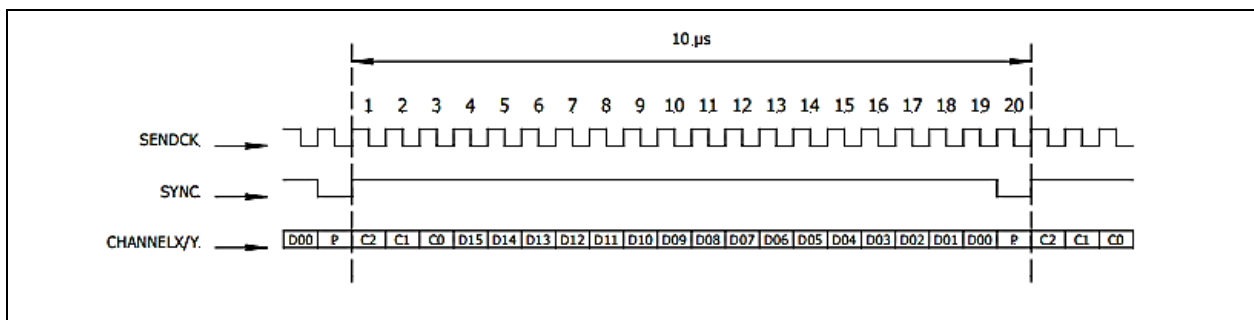 10 µs
1 2 3 4 5 6 7 8 9 10 11 12 13 14 15 16 17 18 19 20
SENDCK
SYNC
CHANNELX/Y
D00 P C2 C1 C0 D15 D14 D13 D12 D11 D10 D09 D08 D07 D06 D05 D04 D03 D02 D01 D00 P C2 C1 C0